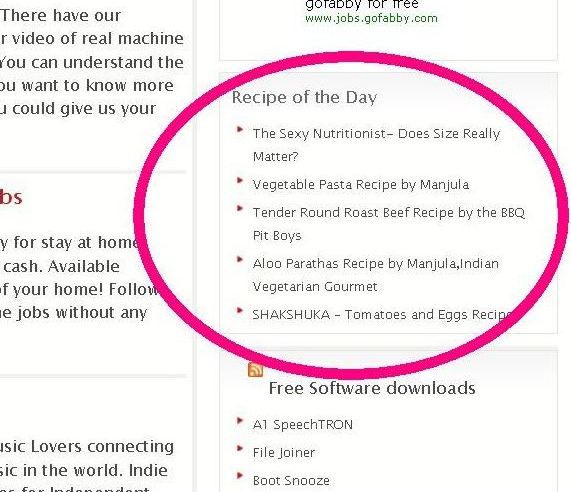 There have our
r video of real machine
You can understand the
ou want to know more
u could give us your
bs
y for stay at home
cash. Available
of your home! Follow
e jobs without any
usic Lovers connecting
sic in the world. Indie
gofabby for free
www.jobs.gofabby.com
Recipe of the Day
The Sexy Nutritionist- Does Size Really
Matter?
Vegetable Pasta Recipe by Manjula
Tender Round Roast Beef Recipe by the BBQ
Pit Boys
Aloo Parathas Recipe by Manjula,Indian
Vegetarian Gourmet
SHAKSHUKA - Tomatoes and Eggs Recipe
Free Software downloads
A1 SpeechTRON
File Joiner
Boot Snooze